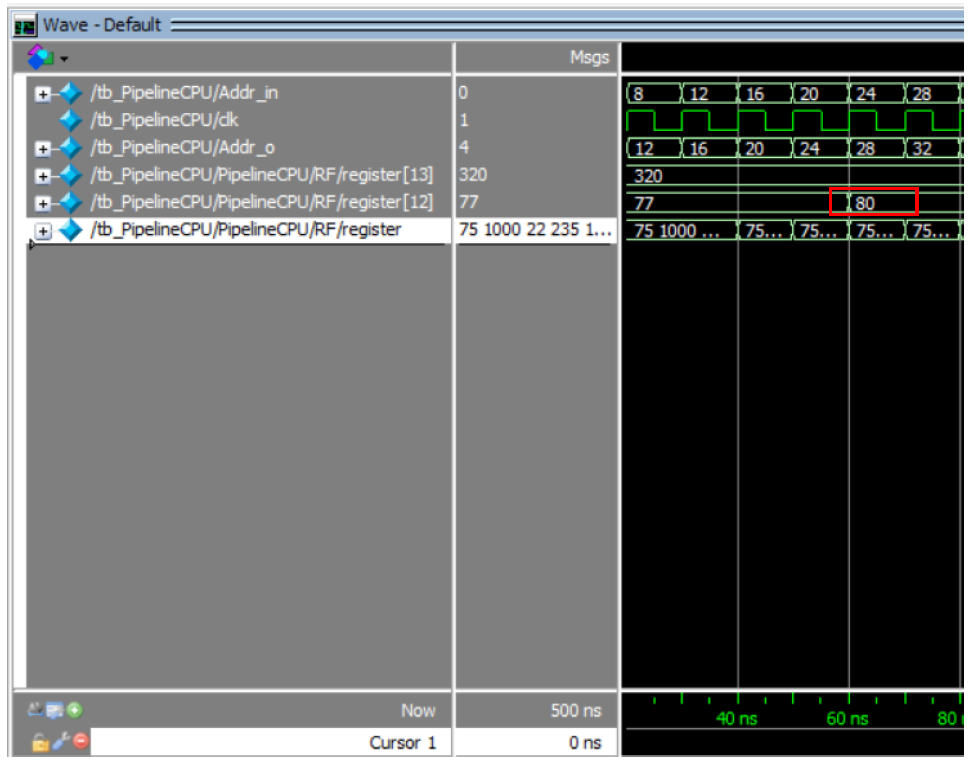 Wave - Default
Msgs
/tb_PipelineCPU/Addr_in 0 8 12 16 20 24 28
/tb_PipelineCPU/clk 1
/tb_PipelineCPU/Addr_o 4 12 16 20 24 28 32
/tb_PipelineCPU/PipelineCPU/RF/register[13] 320 320
/tb_PipelineCPU/PipelineCPU/RF/register[12] 77 77 80
/tb_PipelineCPU/PipelineCPU/RF/register 75 1000 22 235 1... 75 1000 ... 75... 75... 75... 75...
Now 500 ns 40 ns 60 ns 80
Cursor 1 0 ns